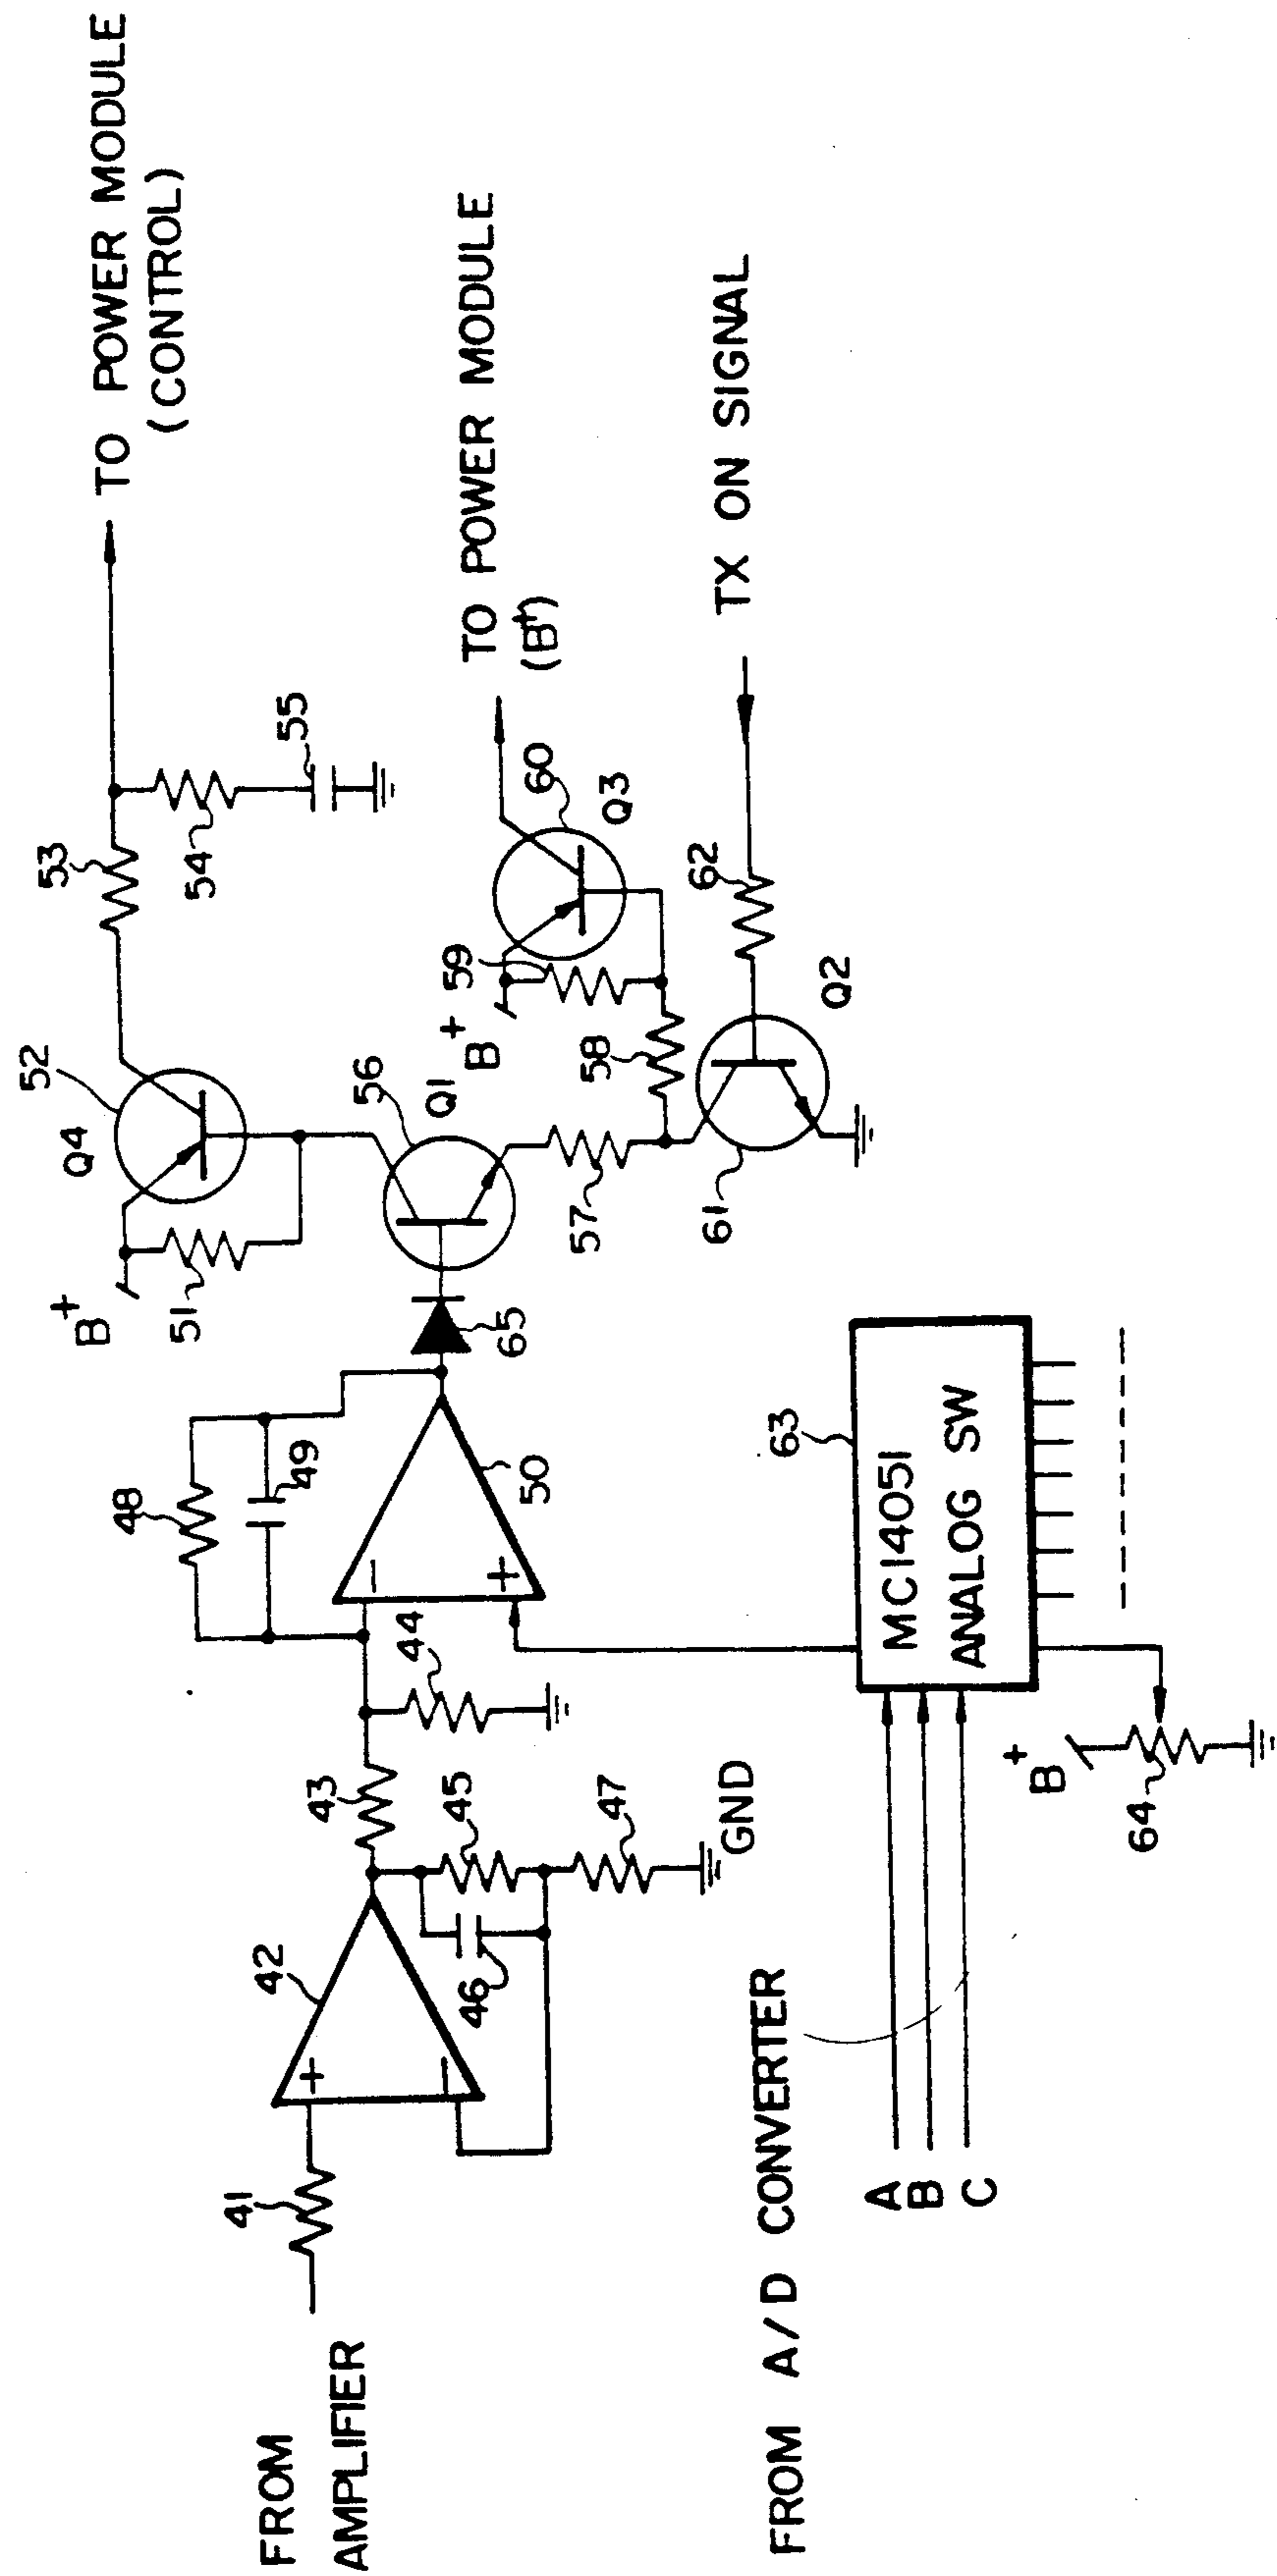 TO POWER MODULE
(CONTROL)
53
52
Q4
54
55
B+
51
TO POWER MODULE
(B+)
60
Q3
59
B+
56
Q1
58
57
TX ON SIGNAL
62
Q2
61
48
49
65
50
44
43
42
45
46
47
GND
41
FROM
AMPLIFIER
63
MC14051
ANALOG SW
FROM A/D CONVERTER
A
B
C
B+
64
+
−
−
+